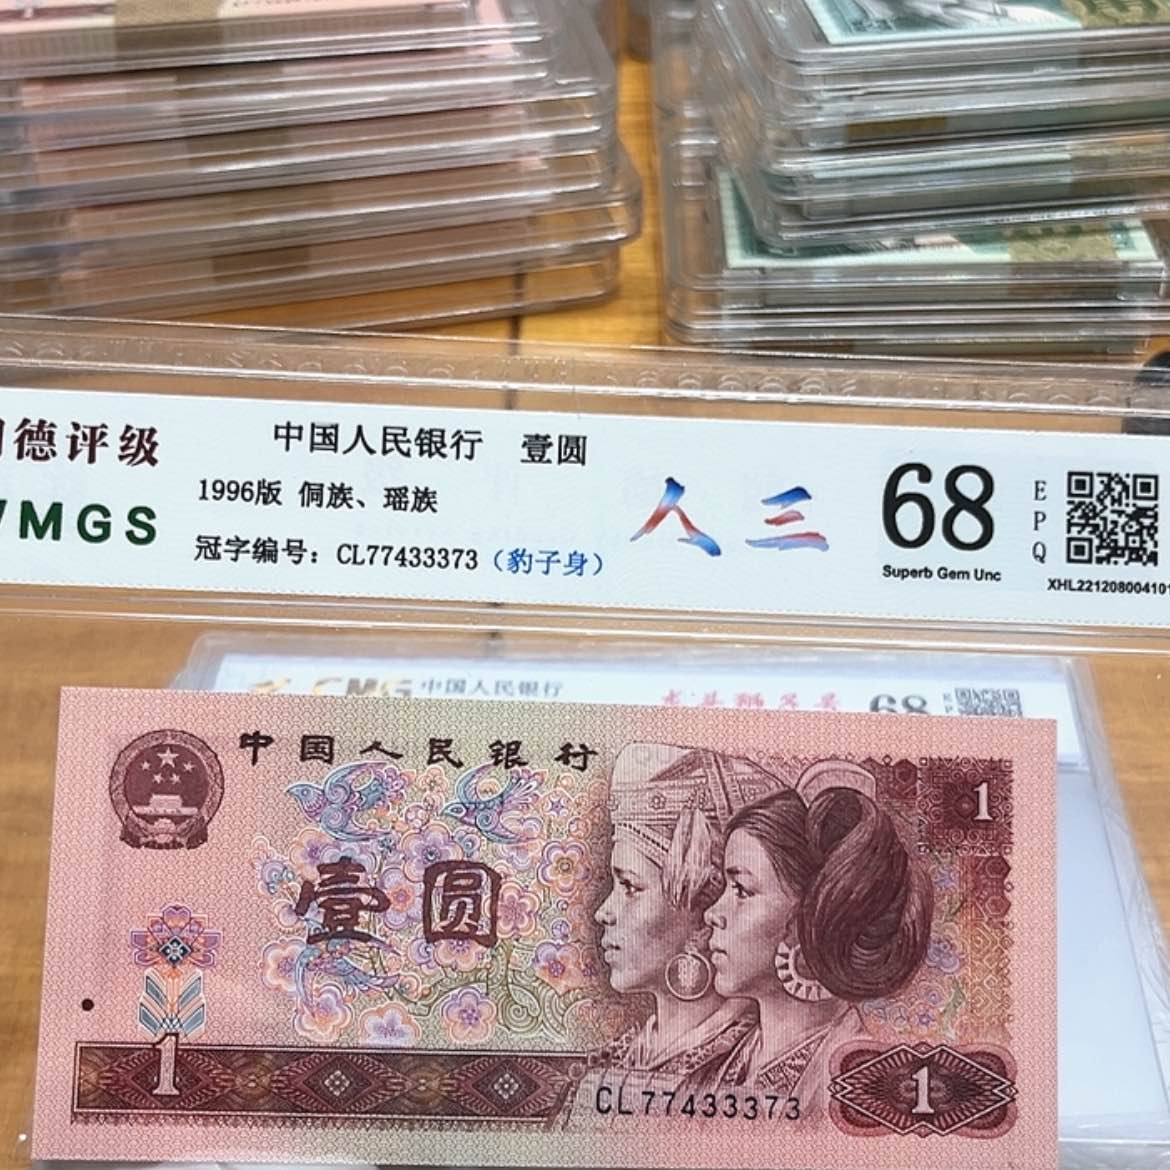 德评级
MGS
中国人民银行 壹圆
1996版 侗族、瑶族
冠字编号：CL77433373（豹子身）
人三
68
Superb Gem Unc
E
P
Q
XHL221208004101
CMG 中国人民银行
68
中国人民银行
1
壹圆
1
CL77433373
1